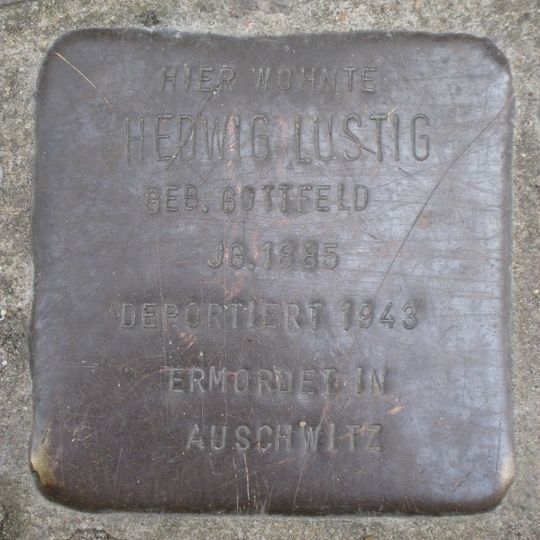 HIER WOHNTE
HEDWIG LUSTIG
GEB. GOTTFELD
JG. 1885
DEPORTIERT 1943
ERMORDET IN
AUSCHWITZ